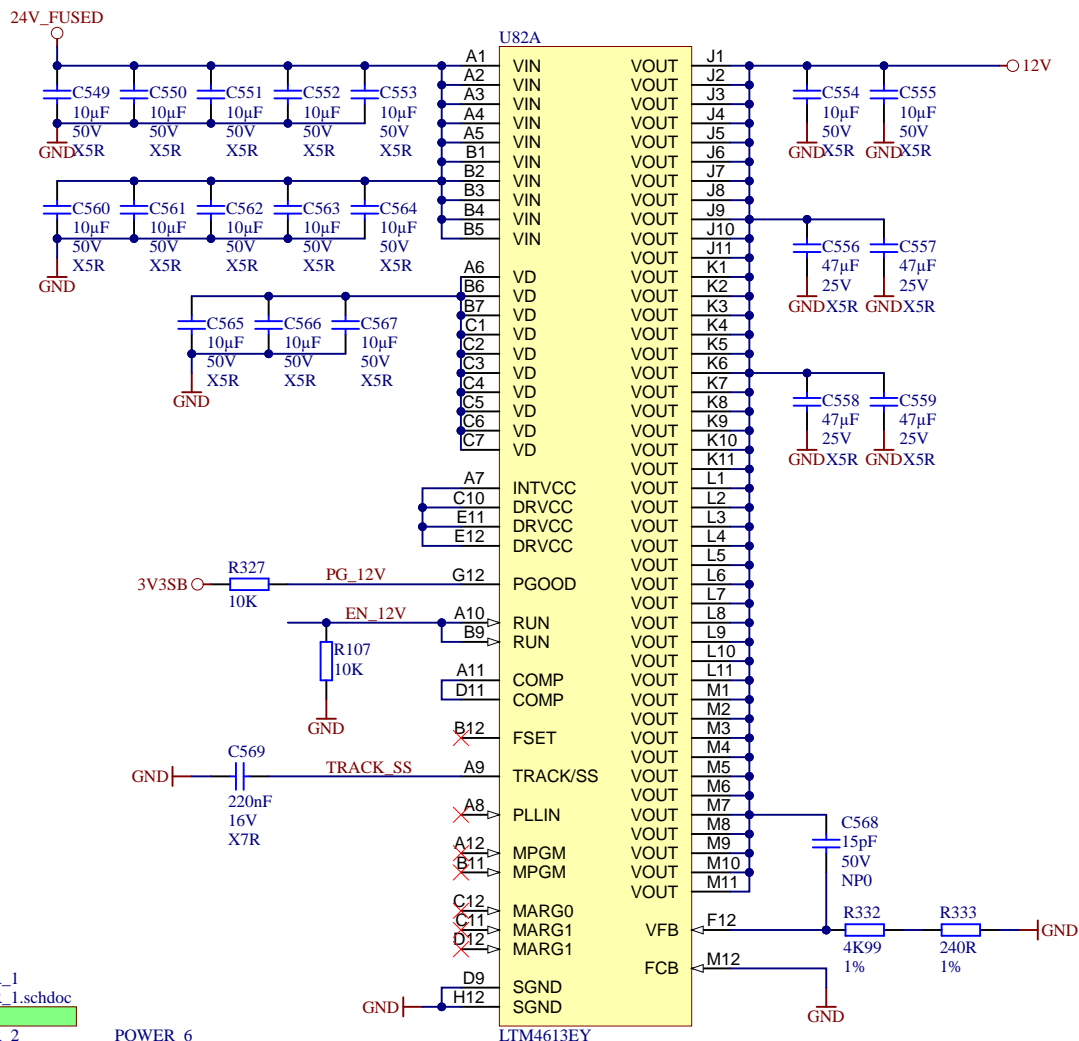 24V_FUSED
U82A
12V
C549
10µF
50V
X5R
C550
10µF
50V
X5R
C551
10µF
50V
X5R
C552
10µF
50V
X5R
C553
10µF
50V
X5R
GND
C560
10µF
50V
X5R
C561
10µF
50V
X5R
C562
10µF
50V
X5R
C563
10µF
50V
X5R
C564
10µF
50V
X5R
GND
C565
10µF
50V
X5R
C566
10µF
50V
X5R
C567
10µF
50V
X5R
GND
A1 VIN
A2 VIN
A3 VIN
A4 VIN
A5 VIN
B1 VIN
B2 VIN
B3 VIN
B4 VIN
B5 VIN
A6 VD
B6 VD
B7 VD
C1 VD
C2 VD
C3 VD
C4 VD
C5 VD
C6 VD
C7 VD
A7 INTVCC
C10 DRVCC
E11 DRVCC
E12 DRVCC
3V3SB
R327
10K
PG_12V
G12 PGOOD
EN_12V
R107
10K
GND
A10 RUN
B9 RUN
A11 COMP
D11 COMP
B12 FSET
GND
C569
220nF
16V
X7R
TRACK_SS
A9 TRACK/SS
A8 PLLIN
A12 MPGM
B11 MPGM
C12 MARG0
C11 MARG1
D12 MARG1
GND
D9 SGND
H12 SGND
VOUT J1
VOUT J2
VOUT J3
VOUT J4
VOUT J5
VOUT J6
VOUT J7
VOUT J8
VOUT J9
VOUT J10
VOUT J11
VOUT K1
VOUT K2
VOUT K3
VOUT K4
VOUT K5
VOUT K6
VOUT K7
VOUT K8
VOUT K9
VOUT K10
VOUT K11
VOUT L1
VOUT L2
VOUT L3
VOUT L4
VOUT L5
VOUT L6
VOUT L7
VOUT L8
VOUT L9
VOUT L10
VOUT L11
VOUT M1
VOUT M2
VOUT M3
VOUT M4
VOUT M5
VOUT M6
VOUT M7
VOUT M8
VOUT M9
VOUT M10
VOUT M11
VFB F12
FCB M12
C554
10µF
50V
X5R
GND
C555
10µF
50V
X5R
GND
C556
47µF
25V
X5R
GND
C557
47µF
25V
X5R
GND
C558
47µF
25V
X5R
GND
C559
47µF
25V
X5R
GND
C568
15pF
50V
NP0
R332
4K99
1%
R333
240R
1%
GND
GND
LTM4613EY
_1
_1.schdoc
_2
POWER_6